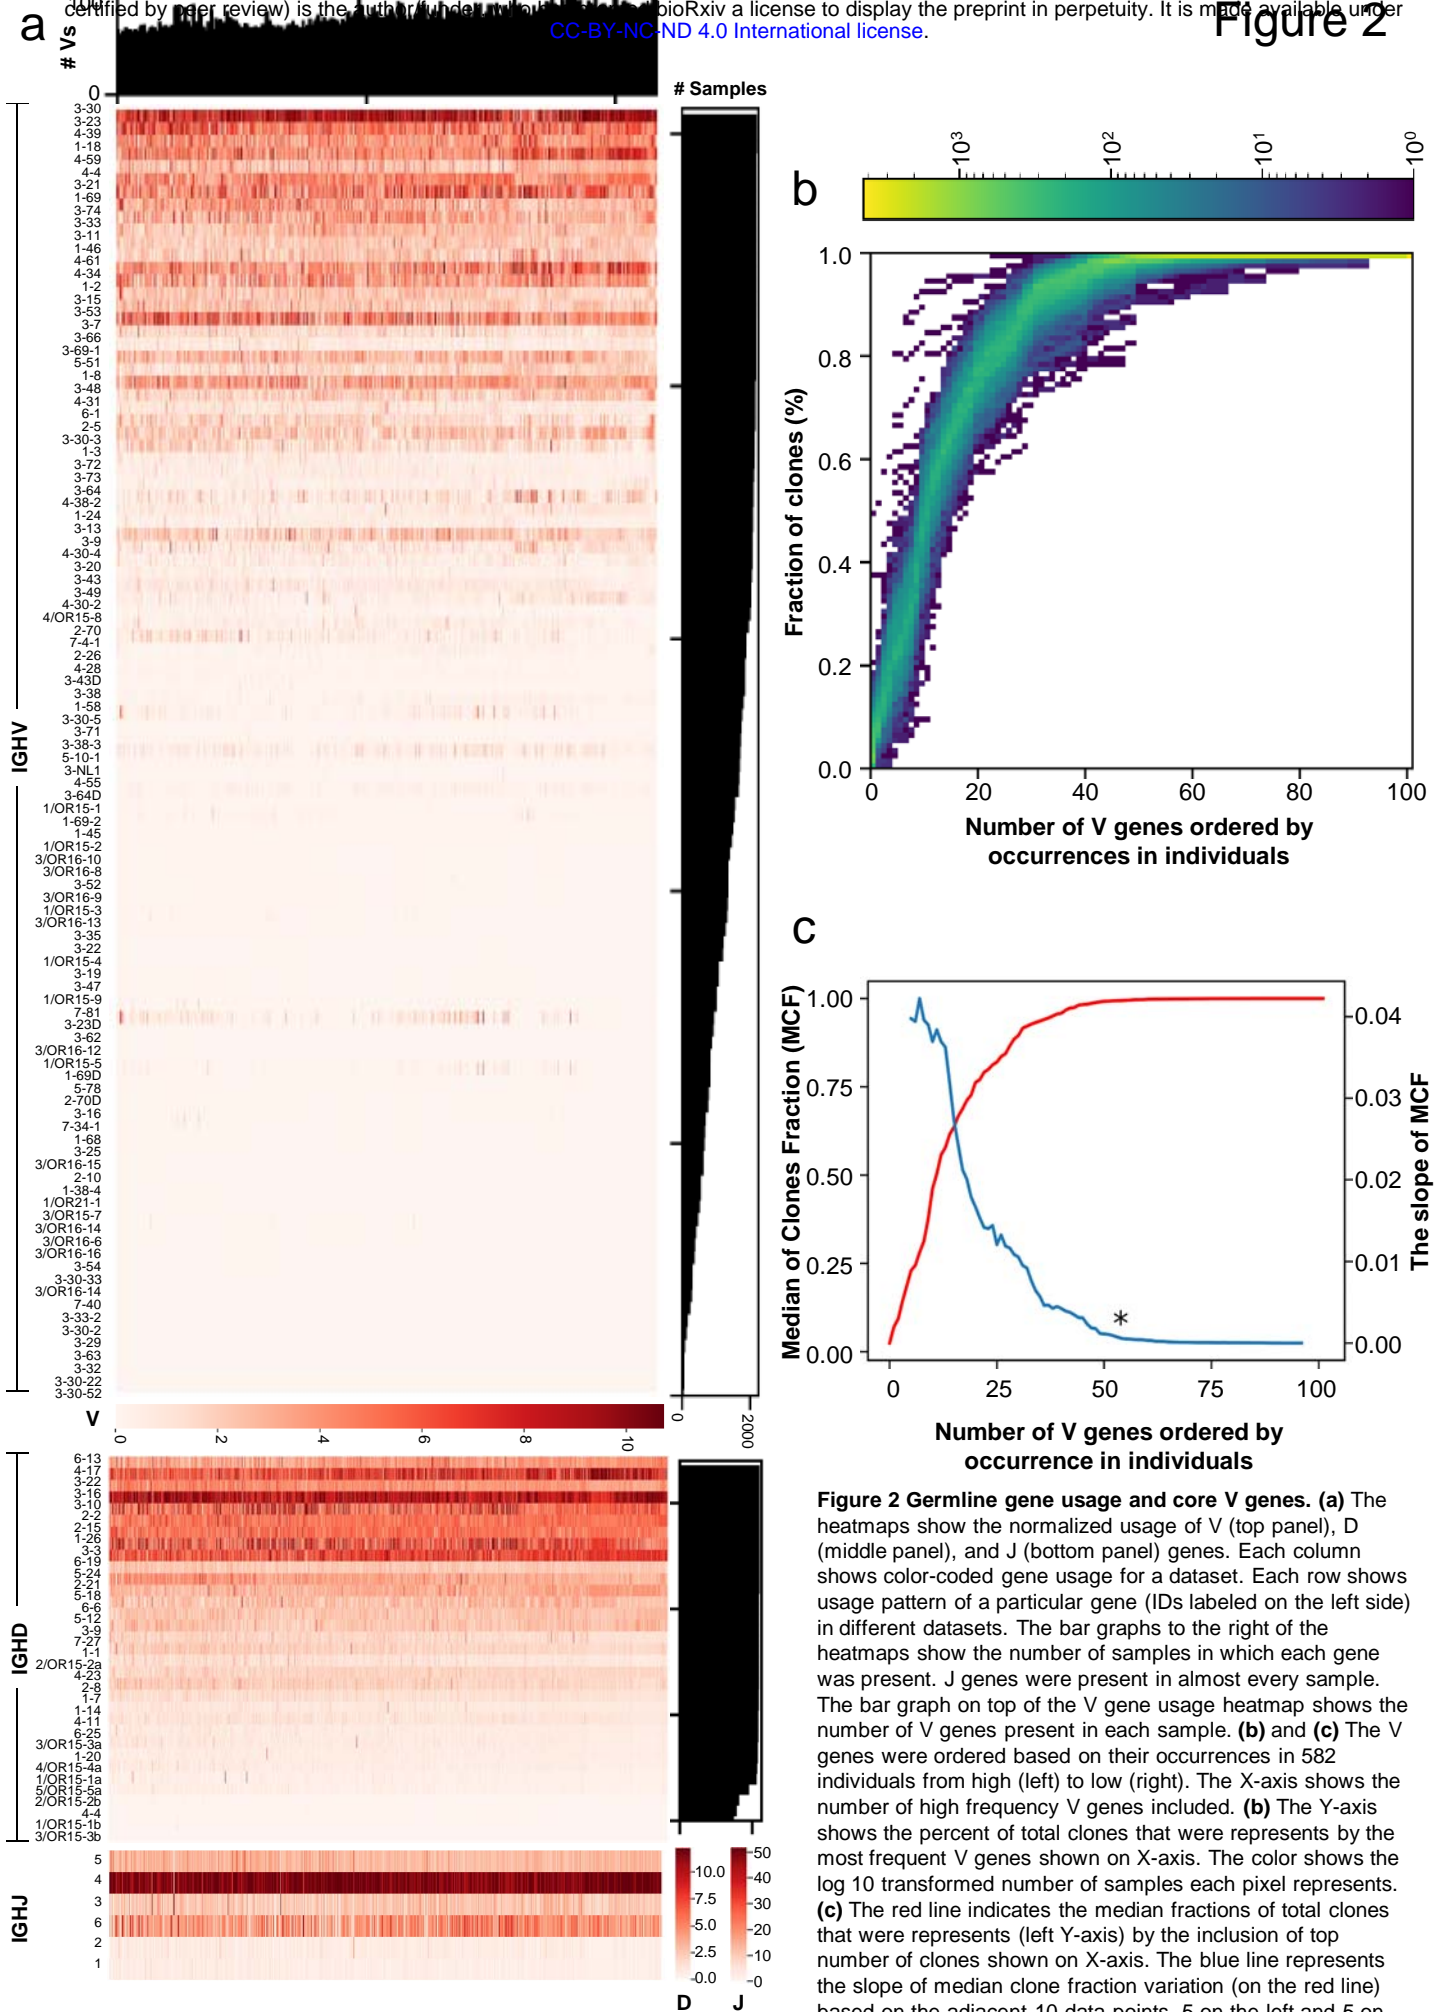 certified by peer review) is the author/funder, who bioRxiv a license to display the preprint in perpetuity. It is made available under
CC-BY-NC-ND 4.0 International license.
Figure 2
a
# Vs
100
0
# Samples
IGHV
3-30
3-23
4-39
1-18
4-59
4-4
3-21
1-69
3-74
3-33
3-11
1-46
4-61
4-34
1-2
3-15
3-53
3-7
3-66
3-69-1
5-51
1-8
3-48
4-31
6-1
2-5
3-30-3
1-3
3-72
3-73
3-64
4-38-2
1-24
3-13
3-9
4-30-4
3-20
3-43
3-49
4-30-2
4/OR15-8
2-70
7-4-1
2-26
4-28
3-43D
3-38
1-58
3-30-5
3-71
3-38-3
5-10-1
3-NL1
4-55
3-64D
1/OR15-1
1-69-2
1-45
1/OR15-2
3/OR16-10
3/OR16-8
3-52
3/OR16-9
1/OR15-3
3/OR16-13
3-35
3-22
1/OR15-4
3-19
3-47
1/OR15-9
7-81
3-23D
3-62
3/OR16-12
1/OR15-5
1-69D
5-78
2-70D
3-16
7-34-1
1-68
3-25
3/OR16-15
2-10
1-38-4
1/OR21-1
3/OR15-7
3/OR16-14
3/OR16-6
3/OR16-16
3-54
3-30-33
3/OR16-14
7-40
3-33-2
3-30-2
3-29
3-63
3-32
3-30-22
3-30-52
V
0 2 4 6 8 10
0 2000
IGHD
6-13
4-17
3-22
3-16
3-10
2-2
2-15
1-26
3-3
6-19
5-24
2-21
5-18
6-6
5-12
3-9
7-27
1-1
2/OR15-2a
4-23
2-8
1-7
1-14
4-11
6-25
3/OR15-3a
1-20
4/OR15-4a
1/OR15-1a
5/OR15-5a
2/OR15-2b
4-4
1/OR15-1b
3/OR15-3b
IGHJ
5
4
3
6
2
1
10.0
7.5
5.0
2.5
0.0
D
50
40
30
20
10
0
J
b
10³ 10² 10¹ 10⁰
Fraction of clones (%)
1.0
0.8
0.6
0.4
0.2
0.0
0 20 40 60 80 100
Number of V genes ordered by
occurrences in individuals
c
Median of Clones Fraction (MCF)
1.00
0.75
0.50
0.25
0.00
*
0.04
0.03
0.02
0.01
0.00
The slope of MCF
0 25 50 75 100
Number of V genes ordered by
occurrence in individuals
Figure 2 Germline gene usage and core V genes. (a) The
heatmaps show the normalized usage of V (top panel), D
(middle panel), and J (bottom panel) genes. Each column
shows color-coded gene usage for a dataset. Each row shows
usage pattern of a particular gene (IDs labeled on the left side)
in different datasets. The bar graphs to the right of the
heatmaps show the number of samples in which each gene
was present. J genes were present in almost every sample.
The bar graph on top of the V gene usage heatmap shows the
number of V genes present in each sample. (b) and (c) The V
genes were ordered based on their occurrences in 582
individuals from high (left) to low (right). The X-axis shows the
number of high frequency V genes included. (b) The Y-axis
shows the percent of total clones that were represents by the
most frequent V genes shown on X-axis. The color shows the
log 10 transformed number of samples each pixel represents.
(c) The red line indicates the median fractions of total clones
that were represents (left Y-axis) by the inclusion of top
number of clones shown on X-axis. The blue line represents
the slope of median clone fraction variation (on the red line)
based on the adjacent 10 data points, 5 on the left and 5 on